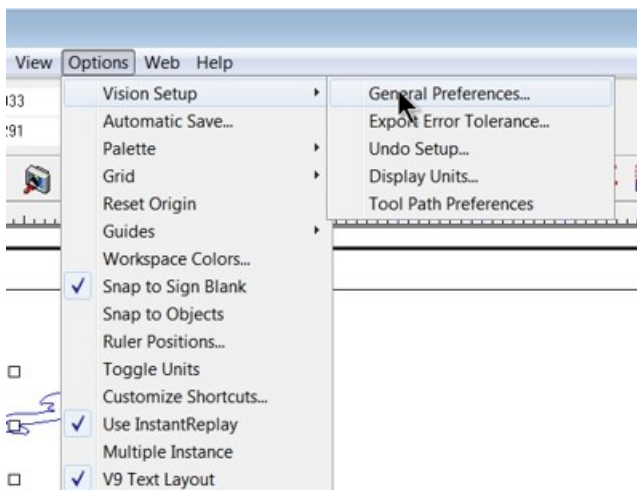 View Options Web Help
Vision Setup
General Preferences...
Automatic Save...
Export Error Tolerance...
Palette
Undo Setup...
Grid
Display Units...
Reset Origin
Tool Path Preferences
Guides
Workspace Colors...
Snap to Sign Blank
Snap to Objects
Ruler Positions...
Toggle Units
Customize Shortcuts...
Use InstantReplay
Multiple Instance
V9 Text Layout